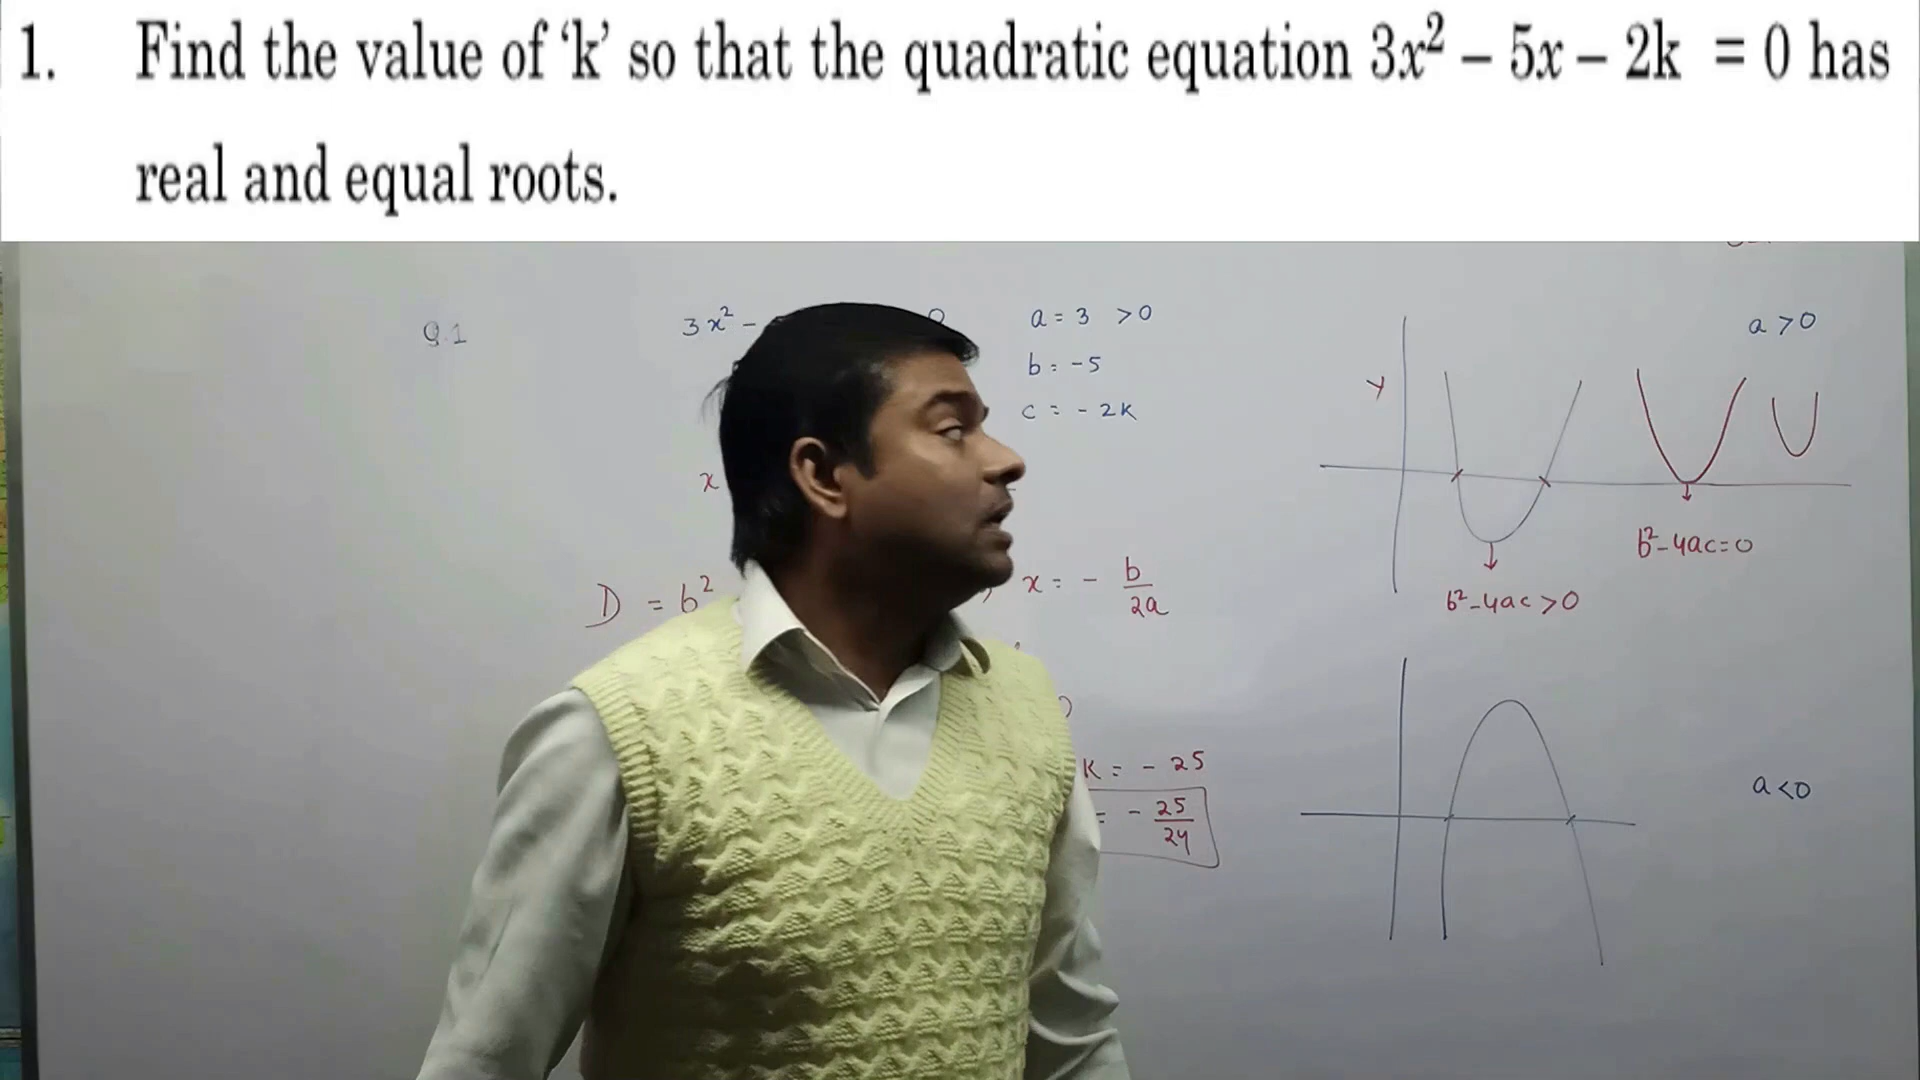 1. Find the value of ‘k’ so that the quadratic equation 3x² – 5x – 2k = 0 has
real and equal roots.
Q.1
3x² –
a = 3 >0
b = -5
c = - 2K
x
D = b²
x = - b/2a
K = - 25
= - 25/24
y
a >0
b²-4ac=0
b²-4ac >0
a <0